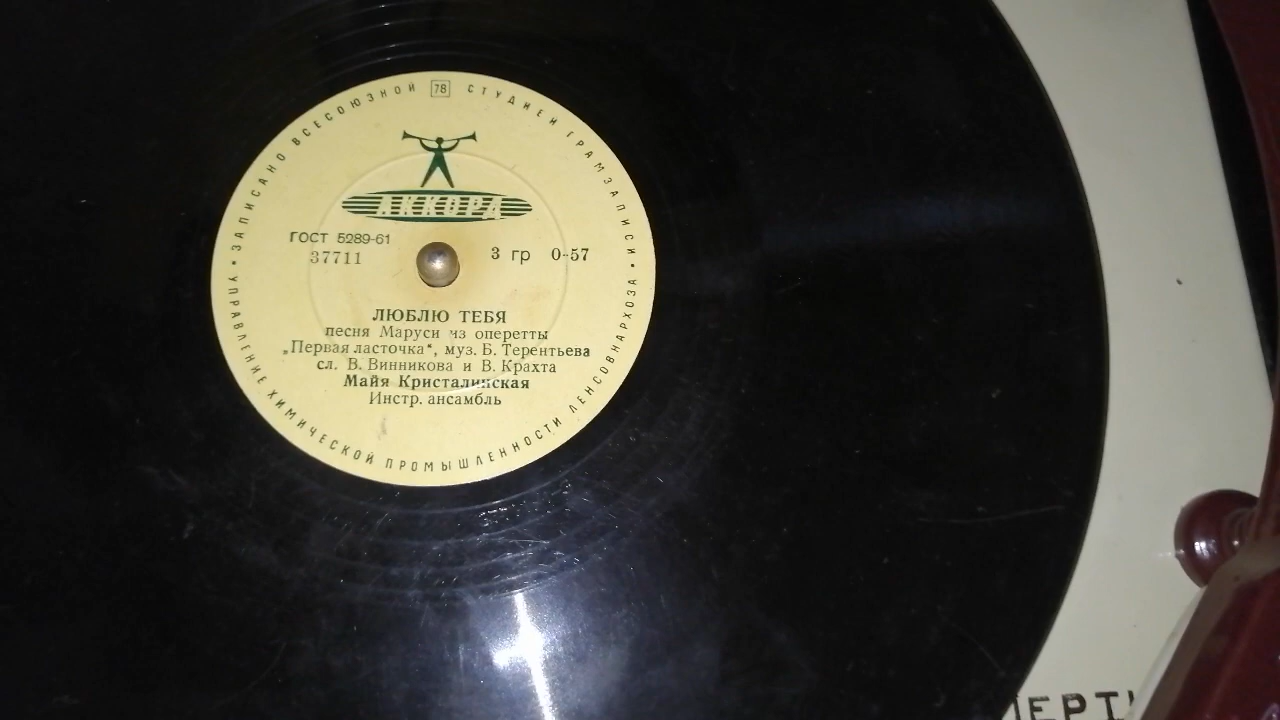 ЗАПИСАНО ВСЕСОЮЗНОЙ 78 СТУДИЕЙ ГРАМЗАПИСИ
АККОРД
ГОСТ 5289-61
37711
3 гр 0-57
ЛЮБЛЮ ТЕБЯ
песня Маруси из оперетты
„Первая ласточка“, муз. Б. Терентьева
сл. В. Винникова и В. Крахта
Майя Кристалинская
Инстр. ансамбль
УПРАВЛЕНИЕ ХИМИЧЕСКОЙ ПРОМЫШЛЕННОСТИ ЛЕНСОВНАРХОЗА